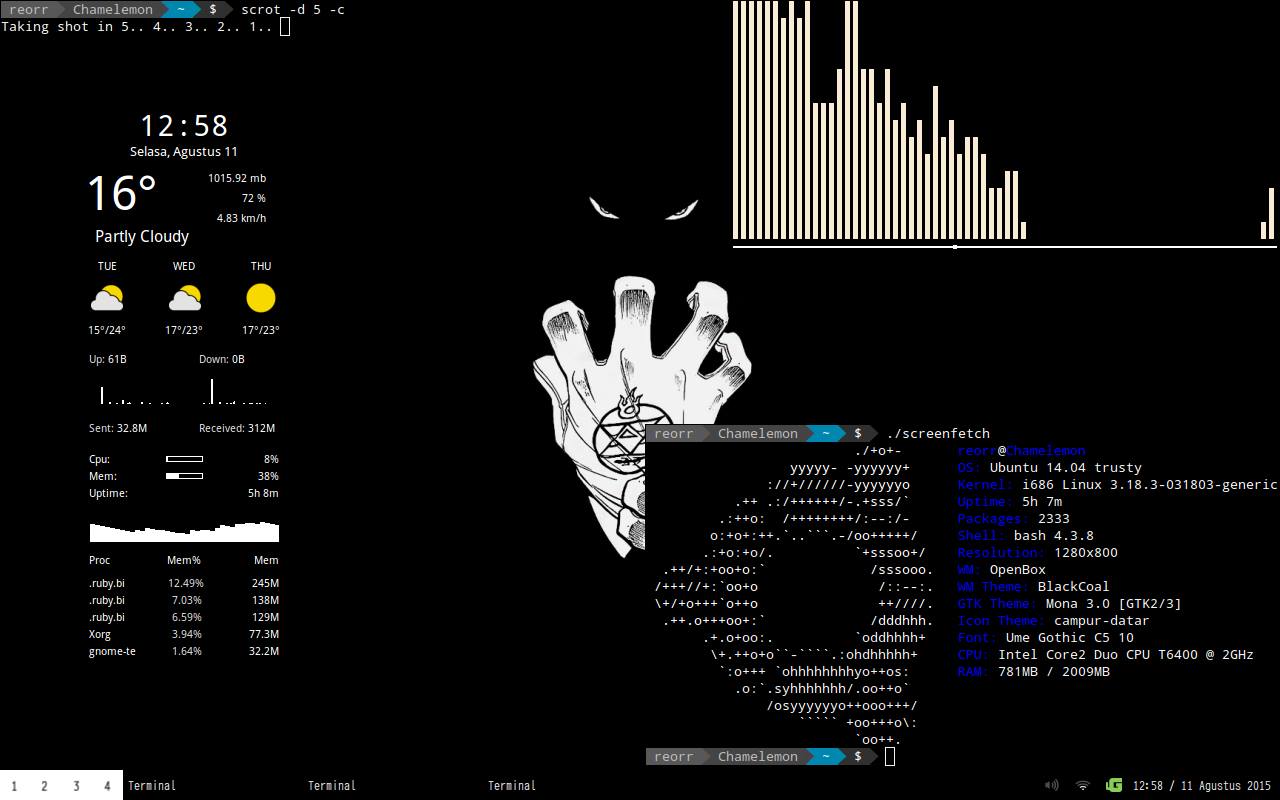 reorr Chamelemon ~ $ scrot -d 5 -c
Taking shot in 5.. 4.. 3.. 2.. 1..
12:58
Selasa, Agustus 11
16°
1015.92 mb
72 %
4.83 km/h
Partly Cloudy
TUE WED THU
15°/24° 17°/23° 17°/23°
Up: 61B Down: 0B
Sent: 32.8M Received: 312M
Cpu: 8%
Mem: 38%
Uptime: 5h 8m
Proc Mem% Mem
.ruby.bi 12.49% 245M
.ruby.bi 7.03% 138M
.ruby.bi 6.59% 129M
Xorg 3.94% 77.3M
gnome-te 1.64% 32.2M
reorr Chamelemon ~ $ ./screenfetch
./+o+- reorr@Chamelemon
yyyyy- -yyyyyy+ OS: Ubuntu 14.04 trusty
://+//////-yyyyyyo Kernel: i686 Linux 3.18.3-031803-generic
.++ .:/++++++/-.+sss/` Uptime: 5h 7m
.:++o: /++++++++/:--:/- Packages: 2333
o:+o+:++.`..```.-/oo+++++/ Shell: bash 4.3.8
.:+o:+o/. `+sssoo+/ Resolution: 1280x800
.++/+:+oo+o:` /sssooo. WM: OpenBox
/+++//+:`oo+o /::--:. WM Theme: BlackCoal
\+/+o+++`o++o ++////. GTK Theme: Mona 3.0 [GTK2/3]
.++.o+++oo+:` /dddhhh. Icon Theme: campur-datar
.+.o+oo:. `oddhhhh+ Font: Ume Gothic C5 10
\+.++o+o``-````.:ohdhhhhh+ CPU: Intel Core2 Duo CPU T6400 @ 2GHz
`:o+++ `ohhhhhhhhyo++os: RAM: 781MB / 2009MB
.o:`.syhhhhhhh/.oo++o`
/osyyyyyyo++ooo+++/
````` +oo+++o\:
`oo++.
reorr Chamelemon ~ $
1 2 3 4 Terminal Terminal Terminal 12:58 / 11 Agustus 2015